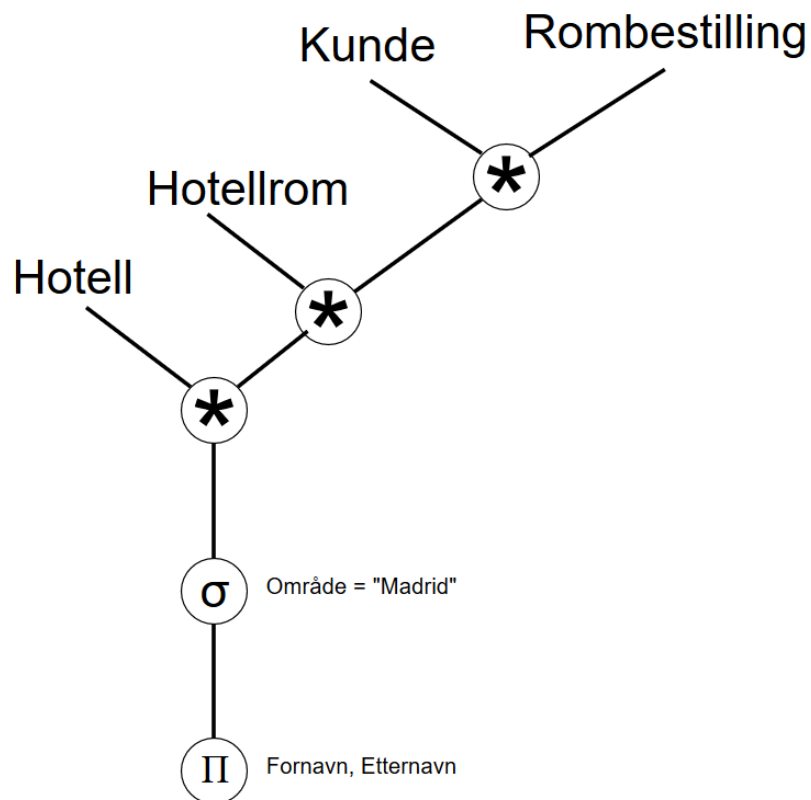 Kunde
Rombestilling
*
Hotellrom
*
Hotell
*
σ Område = "Madrid"
Π Fornavn, Etternavn